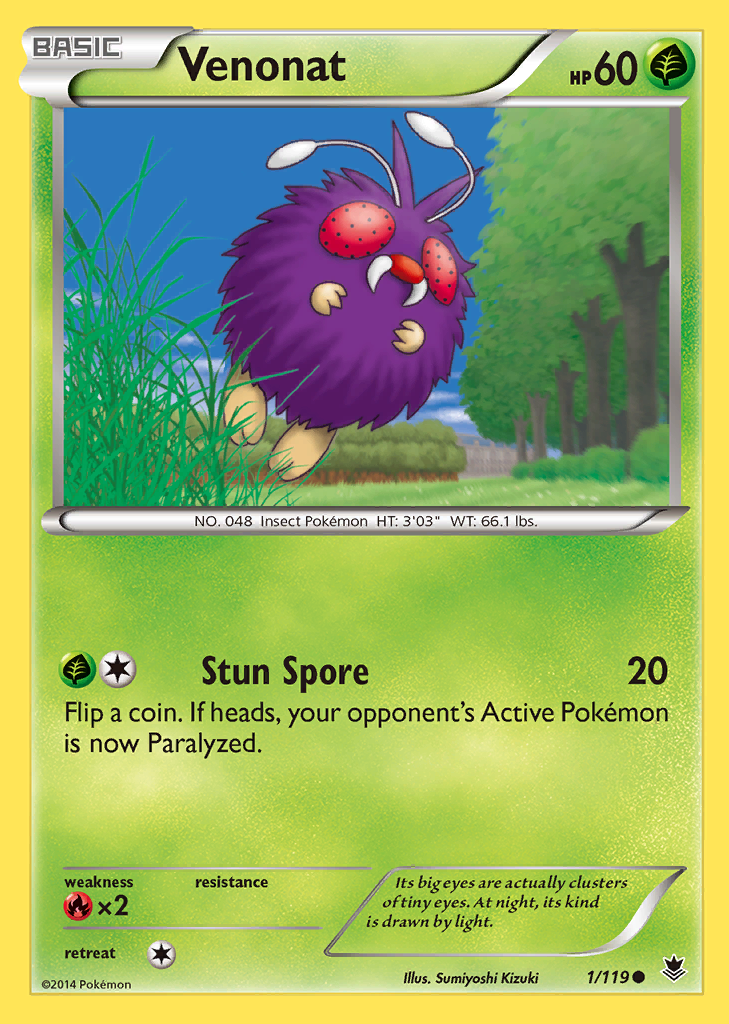 BASIC
Venonat
HP60
NO. 048 Insect Pokémon HT: 3'03" WT: 66.1 lbs.
Stun Spore 20
Flip a coin. If heads, your opponent's Active Pokémon
is now Paralyzed.
weakness resistance
×2
Its big eyes are actually clusters
of tiny eyes. At night, its kind
is drawn by light.
retreat
©2014 Pokémon
Illus. Sumiyoshi Kizuki
1/119